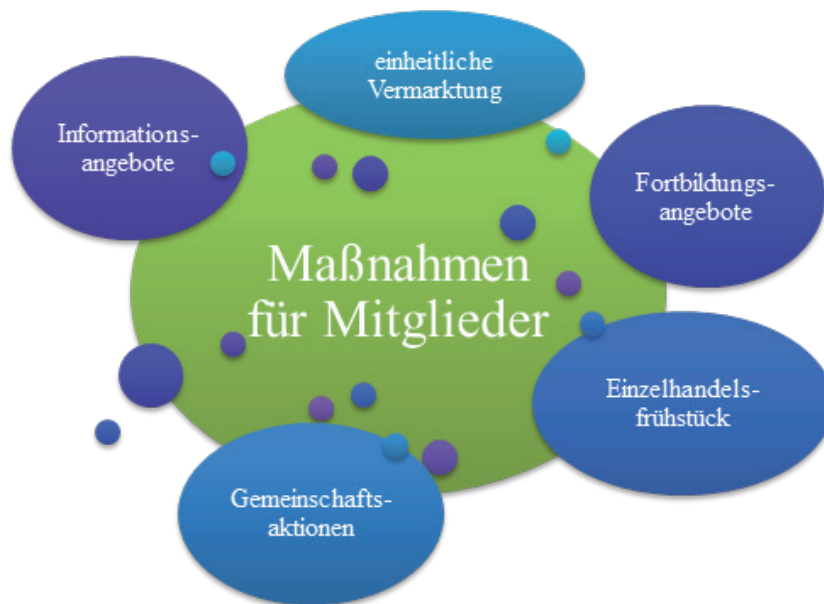 einheitliche
Vermarktung
Informations-
angebote
Fortbildungs-
angebote
Maßnahmen
für Mitglieder
Einzelhandels-
frühstück
Gemeinschafts-
aktionen